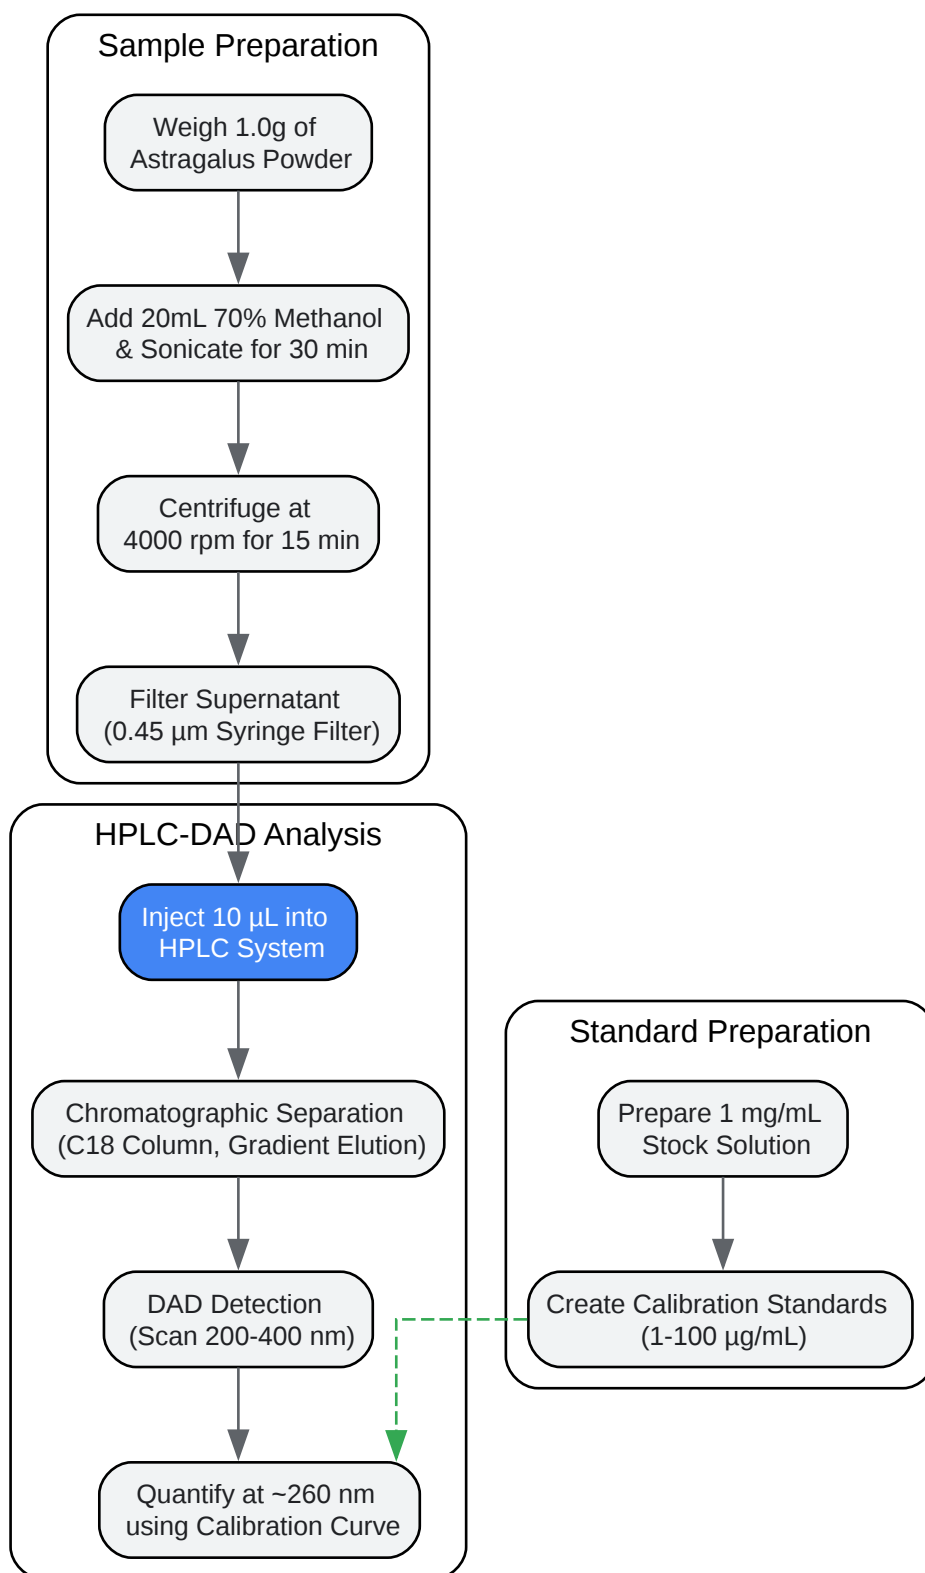 Sample Preparation
Weigh 1.0g of
Astragalus Powder
Add 20mL 70% Methanol
& Sonicate for 30 min
Centrifuge at
4000 rpm for 15 min
Filter Supernatant
(0.45 µm Syringe Filter)
HPLC-DAD Analysis
Inject 10 µL into
HPLC System
Chromatographic Separation
(C18 Column, Gradient Elution)
DAD Detection
(Scan 200-400 nm)
Quantify at ~260 nm
using Calibration Curve
Standard Preparation
Prepare 1 mg/mL
Stock Solution
Create Calibration Standards
(1-100 µg/mL)